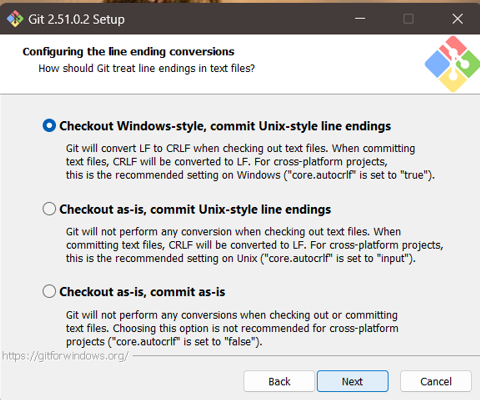 Git 2.51.0.2 Setup
Configuring the line ending conversions
How should Git treat line endings in text files?
Checkout Windows-style, commit Unix-style line endings
Git will convert LF to CRLF when checking out text files. When committing
text files, CRLF will be converted to LF. For cross-platform projects,
this is the recommended setting on Windows ("core.autocrlf" is set to "true").
Checkout as-is, commit Unix-style line endings
Git will not perform any conversion when checking out text files. When
committing text files, CRLF will be converted to LF. For cross-platform projects,
this is the recommended setting on Unix ("core.autocrlf" is set to "input").
Checkout as-is, commit as-is
Git will not perform any conversions when checking out or committing
text files. Choosing this option is not recommended for cross-platform
projects ("core.autocrlf" is set to "false").
https://gitforwindows.org/
Back Next Cancel